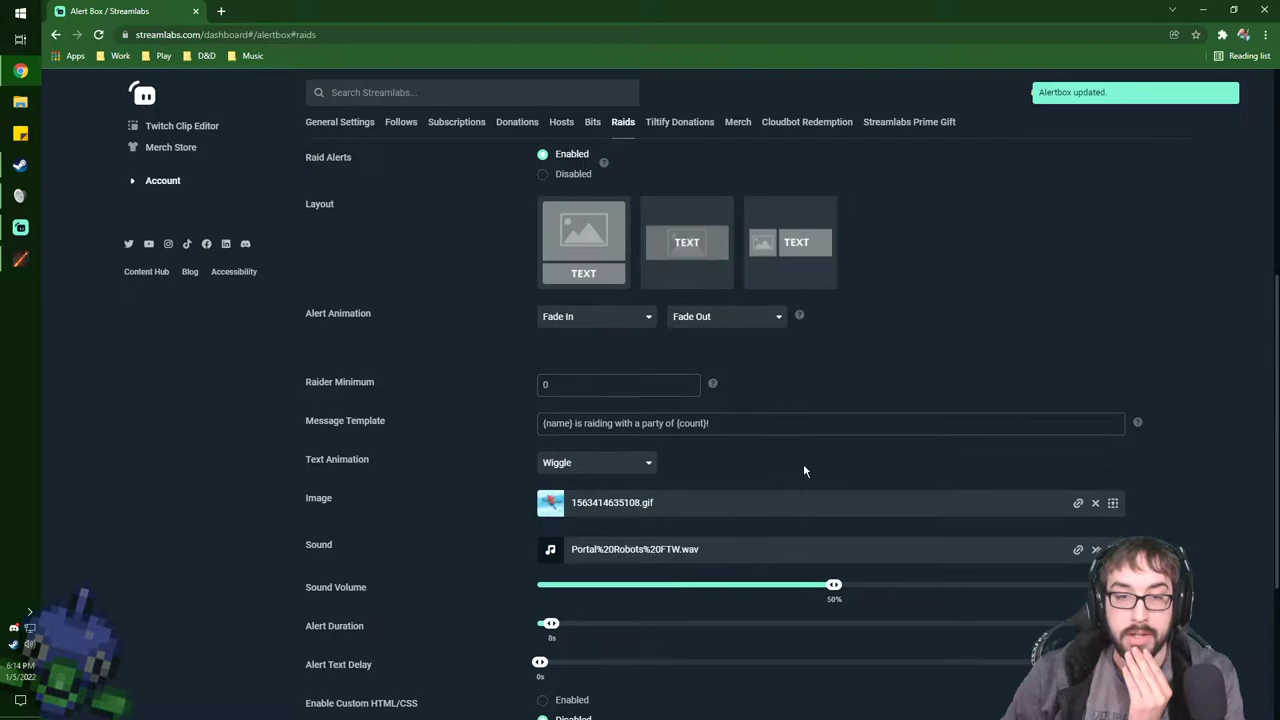 Alert Box / Streamlabs
streamlabs.com/dashboard#/alertbox#raids
Apps Work Play D&D Music Reading list
Search Streamlabs...
Alertbox updated.
Twitch Clip Editor
Merch Store
Account
Content Hub Blog Accessibility
General Settings Follows Subscriptions Donations Hosts Bits Raids Tiltify Donations Merch Cloudbot Redemption Streamlabs Prime Gift
Raid Alerts Enabled
Disabled
Layout
TEXT TEXT TEXT
Alert Animation Fade In Fade Out
Raider Minimum 0
Message Template {name} is raiding with a party of {count}!
Text Animation Wiggle
Image 1563414635108.gif
Sound Portal%20Robots%20FTW.wav
Sound Volume
50%
Alert Duration
8s
Alert Text Delay
0s
Enable Custom HTML/CSS Enabled
Disabled
6:14 PM
1/5/2022